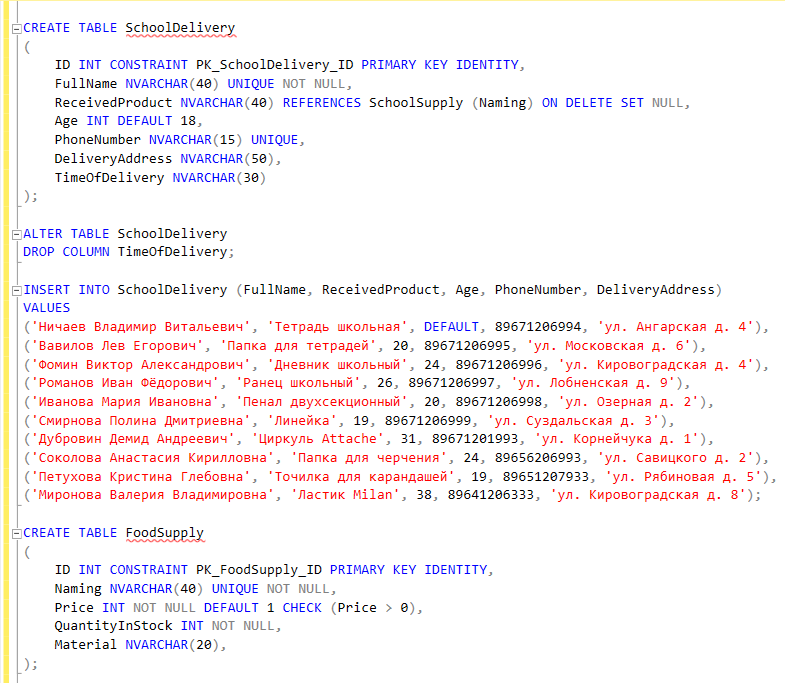 CREATE TABLE SchoolDelivery
(
    ID INT CONSTRAINT PK_SchoolDelivery_ID PRIMARY KEY IDENTITY,
    FullName NVARCHAR(40) UNIQUE NOT NULL,
    ReceivedProduct NVARCHAR(40) REFERENCES SchoolSupply (Naming) ON DELETE SET NULL,
    Age INT DEFAULT 18,
    PhoneNumber NVARCHAR(15) UNIQUE,
    DeliveryAddress NVARCHAR(50),
    TimeOfDelivery NVARCHAR(30)
);
ALTER TABLE SchoolDelivery
DROP COLUMN TimeOfDelivery;
INSERT INTO SchoolDelivery (FullName, ReceivedProduct, Age, PhoneNumber, DeliveryAddress)
VALUES
('Ничаев Владимир Витальевич', 'Тетрадь школьная', DEFAULT, 89671206994, 'ул. Ангарская д. 4'),
('Вавилов Лев Егорович', 'Папка для тетрадей', 20, 89671206995, 'ул. Московская д. 6'),
('Фомин Виктор Александрович', 'Дневник школьный', 24, 89671206996, 'ул. Кировоградская д. 4'),
('Романов Иван Фёдорович', 'Ранец школьный', 26, 89671206997, 'ул. Лобненская д. 9'),
('Иванова Мария Ивановна', 'Пенал двухсекционный', 20, 89671206998, 'ул. Озерная д. 2'),
('Смирнова Полина Дмитриевна', 'Линейка', 19, 89671206999, 'ул. Суздальская д. 3'),
('Дубровин Демид Андреевич', 'Циркуль Attache', 31, 89671201993, 'ул. Корнейчука д. 1'),
('Соколова Анастасия Кирилловна', 'Папка для черчения', 24, 89656206993, 'ул. Савицкого д. 2'),
('Петухова Кристина Глебовна', 'Точилка для карандашей', 19, 89651207933, 'ул. Рябиновая д. 5'),
('Миронова Валерия Владимировна', 'Ластик Milan', 38, 89641206333, 'ул. Кировоградская д. 8');
CREATE TABLE FoodSupply
(
    ID INT CONSTRAINT PK_FoodSupply_ID PRIMARY KEY IDENTITY,
    Naming NVARCHAR(40) UNIQUE NOT NULL,
    Price INT NOT NULL DEFAULT 1 CHECK (Price > 0),
    QuantityInStock INT NOT NULL,
    Material NVARCHAR(20),
);